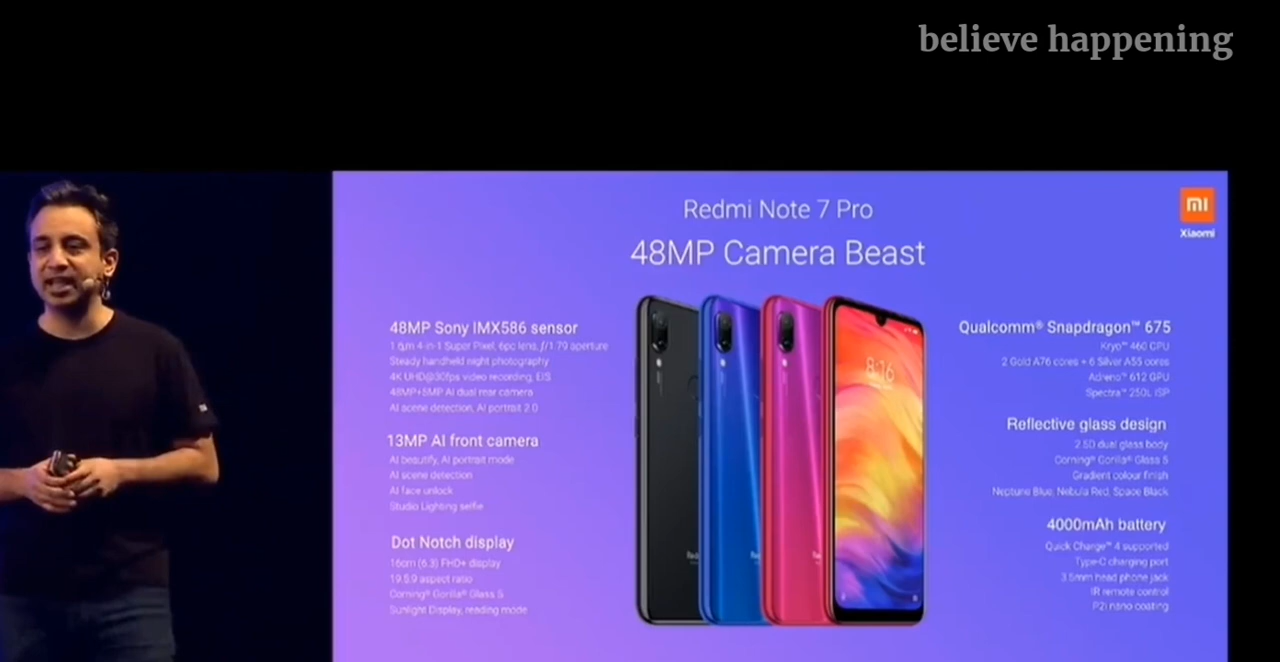 believe happening
Redmi Note 7 Pro
48MP Camera Beast
mi
Xiaomi
48MP Sony IMX586 sensor
1.6µm 4-in-1 Super Pixel, 6pc lens, ƒ/1.79 aperture
Steady handheld night photography
4K UHD@30fps video recording, EIS
48MP+5MP AI dual rear camera
AI scene detection, AI portrait 2.0
13MP AI front camera
AI beautify, AI portrait mode
AI scene detection
AI face unlock
Studio Lighting selfie
Dot Notch display
16cm (6.3) FHD+ display
19.5:9 aspect ratio
Corning® Gorilla® Glass 5
Sunlight Display, reading mode
8:16
Qualcomm® Snapdragon™ 675
Kryo™ 460 CPU
2 Gold A76 cores + 6 Silver A55 cores
Adreno™ 612 GPU
Spectra™ 250L ISP
Reflective glass design
2.5D dual glass body
Corning® Gorilla® Glass 5
Gradient colour finish
Neptune Blue, Nebula Red, Space Black
4000mAh battery
Quick Charge™ 4 supported
Type-C charging port
3.5mm head phone jack
IR remote control
P2i nano coating